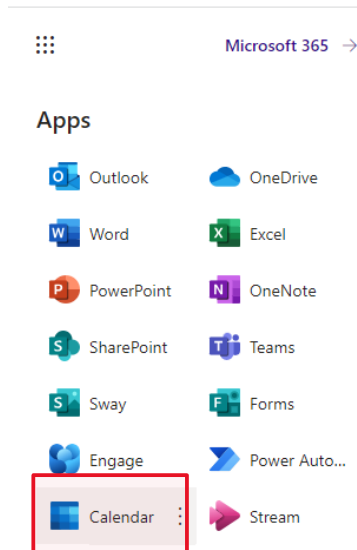 Microsoft 365 →
Apps
Outlook
OneDrive
Word
Excel
PowerPoint
OneNote
SharePoint
Teams
Sway
Forms
Engage
Power Auto...
Calendar
Stream